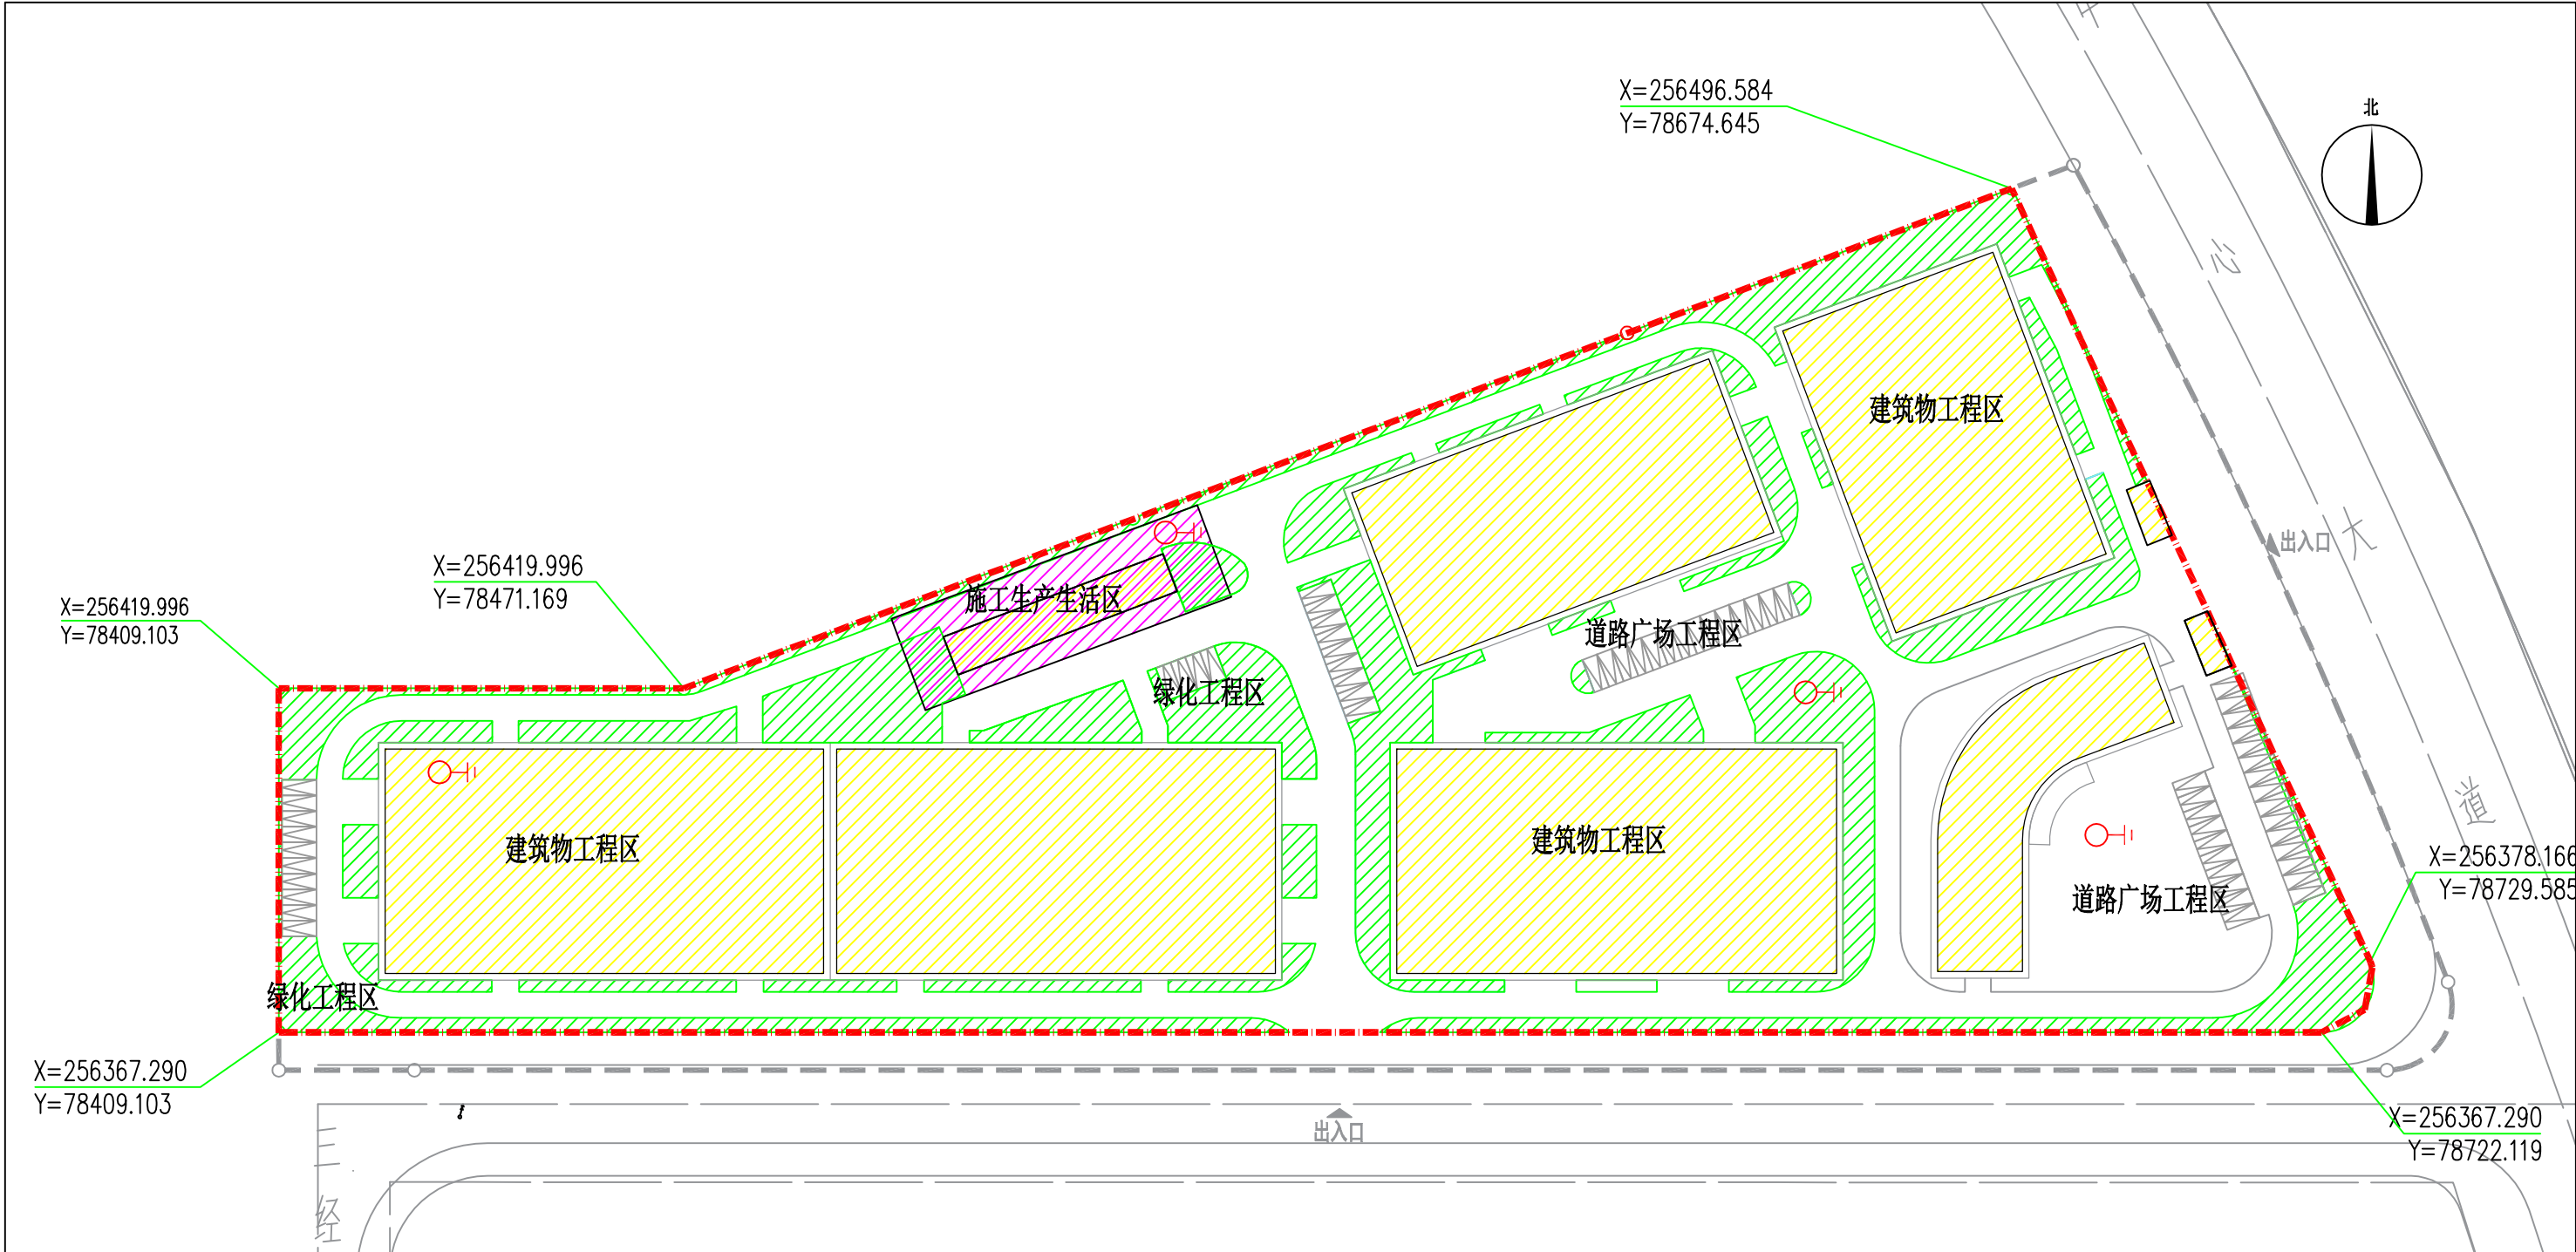 X=256496.584
Y=78674.645
北
心
建筑物工程区
大
出入口
X=256419.996
Y=78471.169
X=256419.996
Y=78409.103
施工生产生活区
道路广场工程区
绿化工程区
道
建筑物工程区
建筑物工程区
X=256378.166
Y=78729.585
道路广场工程区
绿化工程区
X=256367.290
Y=78409.103
X=256367.290
Y=78722.119
出入口
经